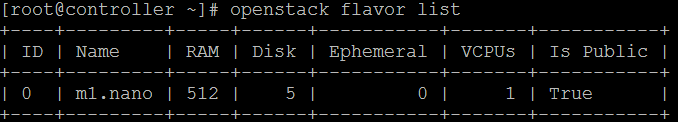 [root@controller ~]# openstack flavor list
+----+---------+-----+------+-----------+-------+-----------+
| ID | Name    | RAM | Disk | Ephemeral | VCPUs | Is Public |
+----+---------+-----+------+-----------+-------+-----------+
| 0  | m1.nano | 512 |    5 |         0 |     1 | True      |
+----+---------+-----+------+-----------+-------+-----------+